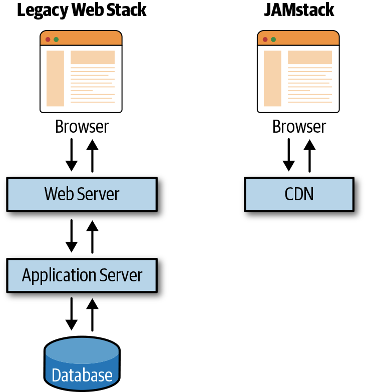 Legacy Web Stack
Browser
Web Server
Application Server
Database
JAMstack
Browser
CDN